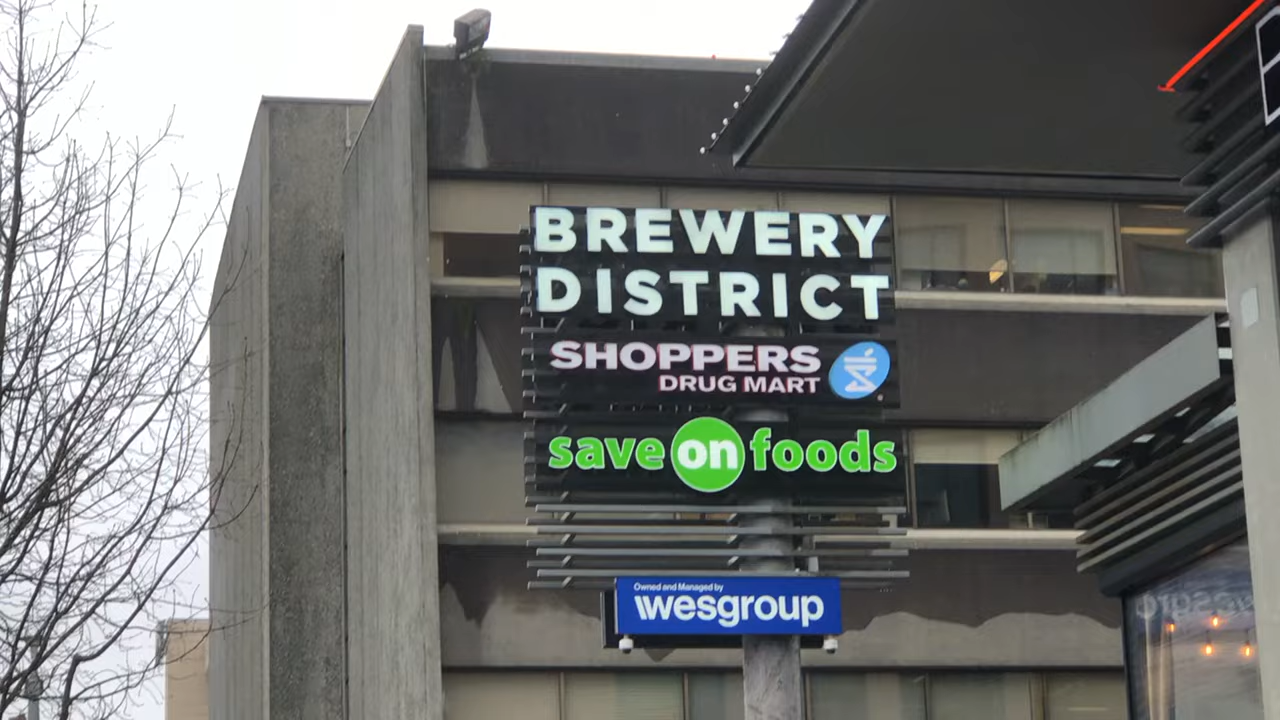 BREWERY
DISTRICT
SHOPPERS
DRUG MART
save on foods
Owned and Managed by
wesgroup